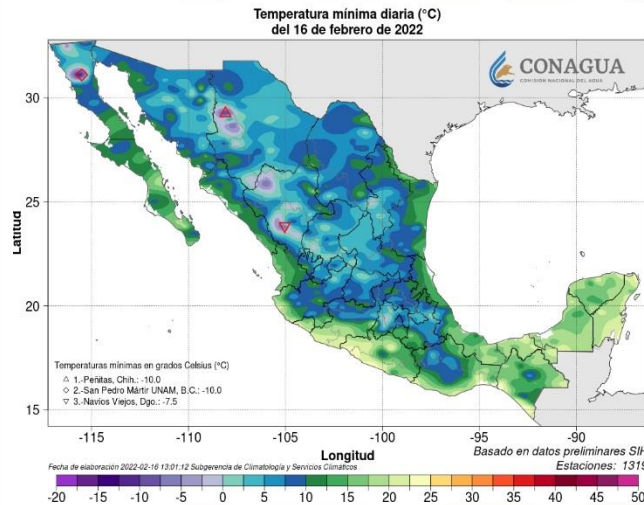 Temperatura mínima diaria (°C)
del 16 de febrero de 2022
CONAGUA
COMISIÓN NACIONAL DEL AGUA
30
25
20
15
Latitud
Temperaturas mínimas en grados Celsius (°C)
1.-Peñitas, Chih.: -10.0
2.-San Pedro Mártir UNAM, B.C.: -10.0
3.-Navíos Viejos, Dgo.: -7.5
-115 -110 -105 -100 -95 -90
Longitud
Basado en datos preliminares SIH
Fecha de elaboración 2022-02-16 13:01:12 Subgerencia de Climatología y Servicios Climáticos
Estaciones: 1319
-20 -15 -10 -5 0 5 10 15 20 25 30 35 40 45 50